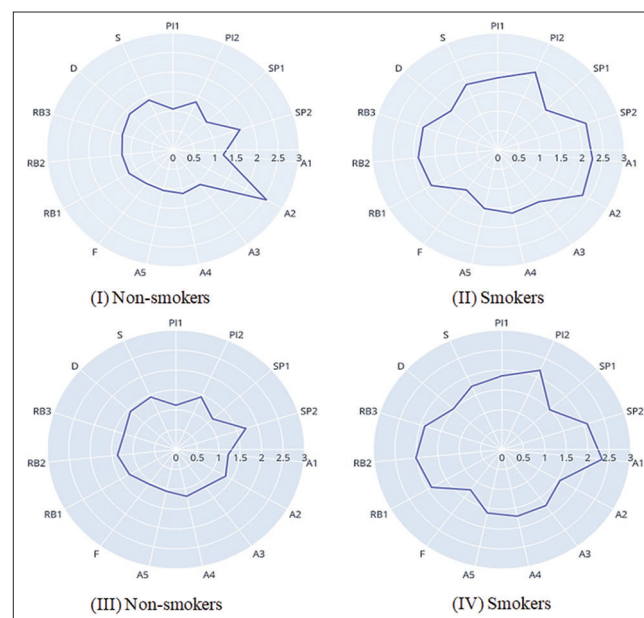 PI1
S PI2
D SP1
RB3 SP2
0 0.5 1 1.5 2 2.5 3
RB2 A1
RB1 A2
F A3
A5 A4
(I) Non-smokers
PI1
S PI2
D SP1
RB3 SP2
0 0.5 1 1.5 2 2.5 3
RB2 A1
RB1 A2
F A3
A5 A4
(II) Smokers
PI1
S PI2
D SP1
RB3 SP2
0 0.5 1 1.5 2 2.5 3
RB2 A1
RB1 A2
F A3
A5 A4
(III) Non-smokers
PI1
S PI2
D SP1
RB3 SP2
0 0.5 1 1.5 2 2.5 3
RB2 A1
RB1 A2
F A3
A5 A4
(IV) Smokers